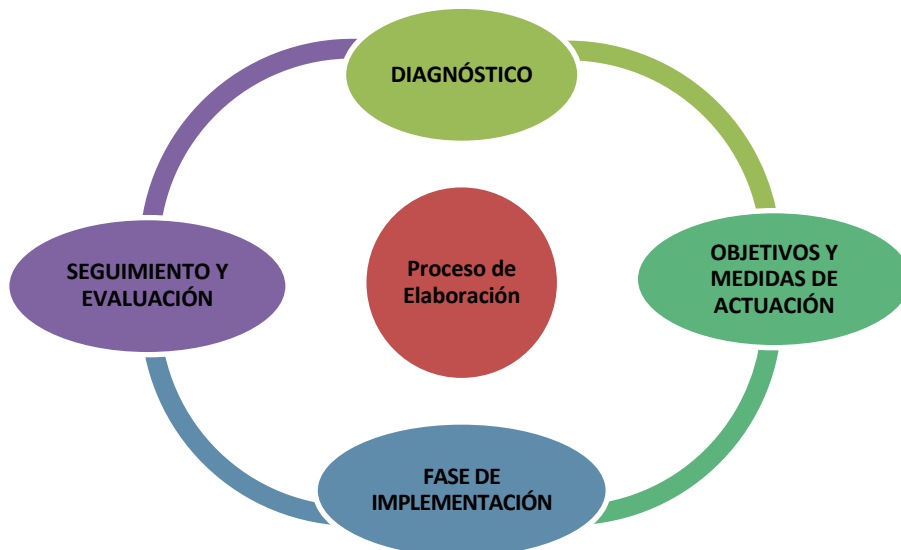 DIAGNÓSTICO
OBJETIVOS Y
MEDIDAS DE
ACTUACIÓN
FASE DE
IMPLEMENTACIÓN
SEGUIMIENTO Y
EVALUACIÓN
Proceso de
Elaboración